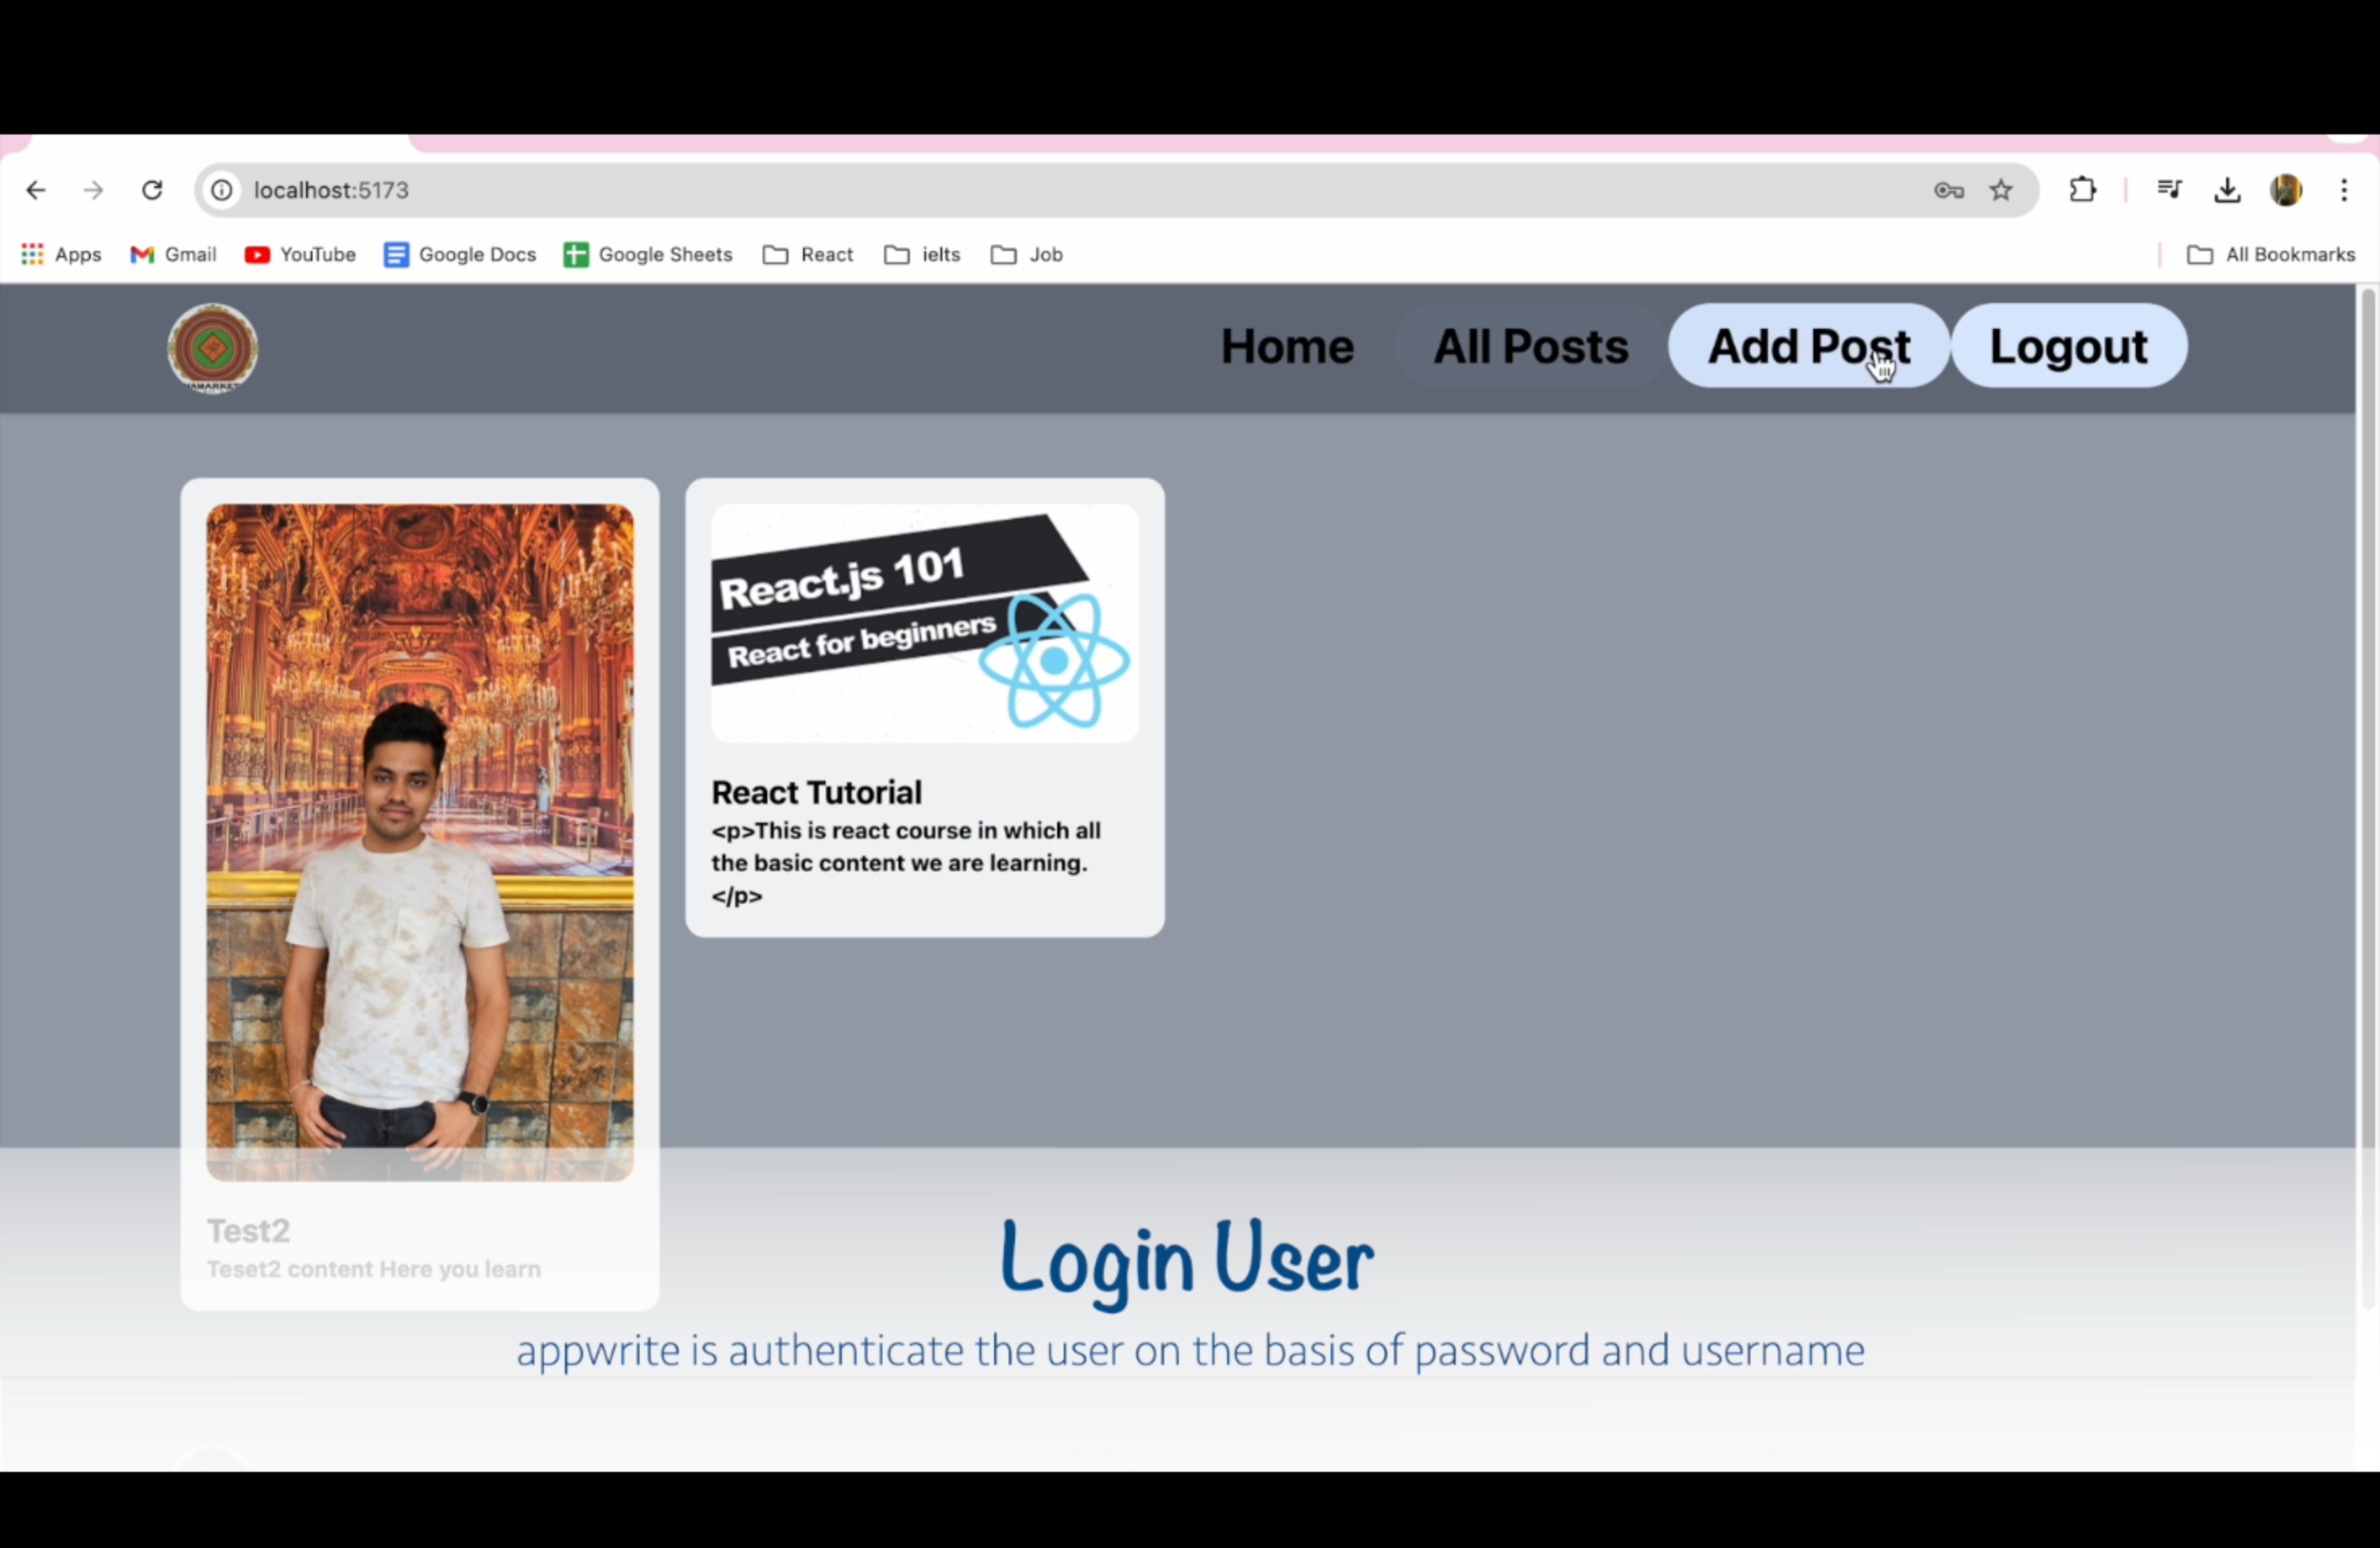 localhost:5173
Apps Gmail YouTube Google Docs Google Sheets React ielts Job All Bookmarks
Home All Posts Add Post Logout
React.js 101
React for beginners
React Tutorial
<p>This is react course in which all
the basic content we are learning.
</p>
Test2
Teset2 content Here you learn
Login User
appwrite is authenticate the user on the basis of password and username